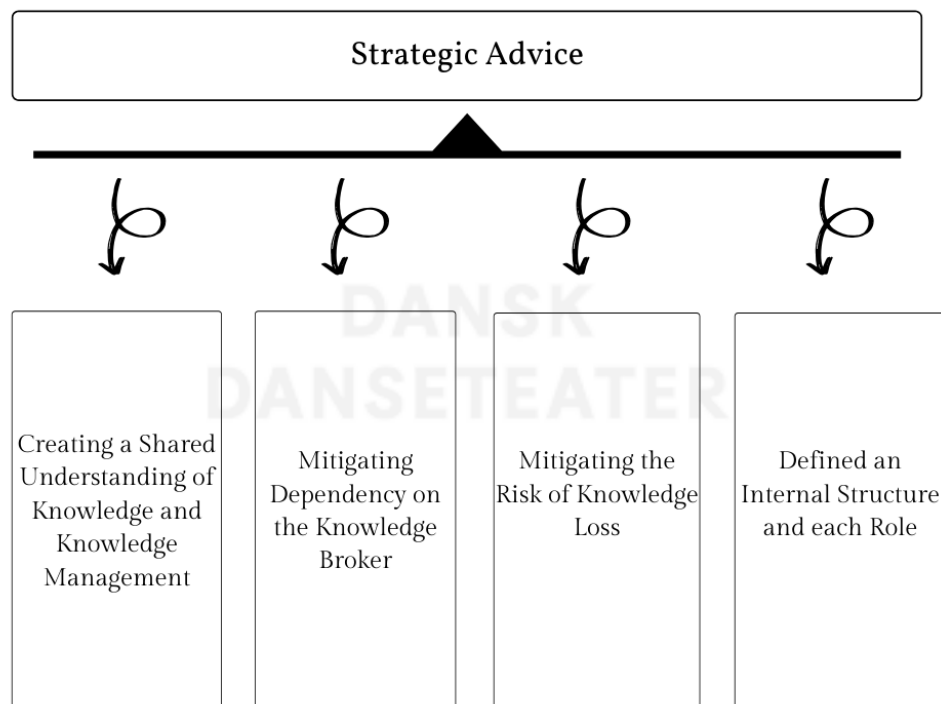 Strategic Advice
DANSK
DANSETEATER
Creating a Shared
Understanding of
Knowledge and
Knowledge
Management
Mitigating
Dependency on
the Knowledge
Broker
Mitigating the
Risk of Knowledge
Loss
Defined an
Internal Structure
and each Role